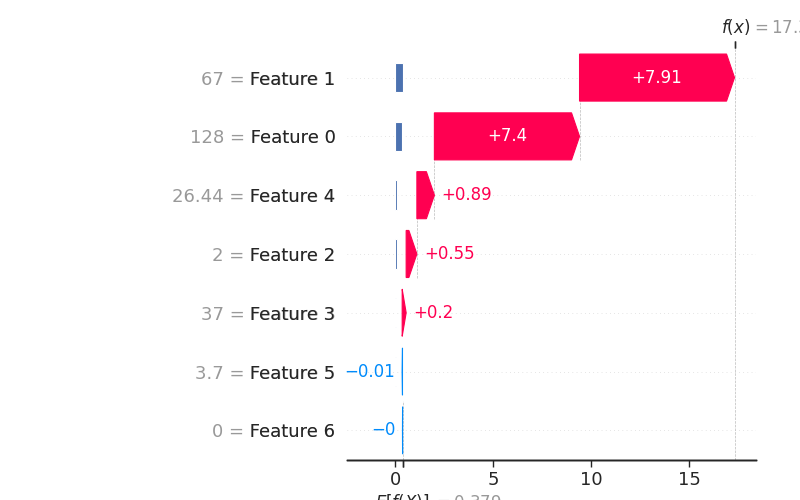 f(x) = 17.
67 = Feature 1 +7.91
128 = Feature 0 +7.4
26.44 = Feature 4 +0.89
2 = Feature 2 +0.55
37 = Feature 3 +0.2
3.7 = Feature 5 −0.01
0 = Feature 6 −0
0 5 10 15
E[f(X)] = 0.370